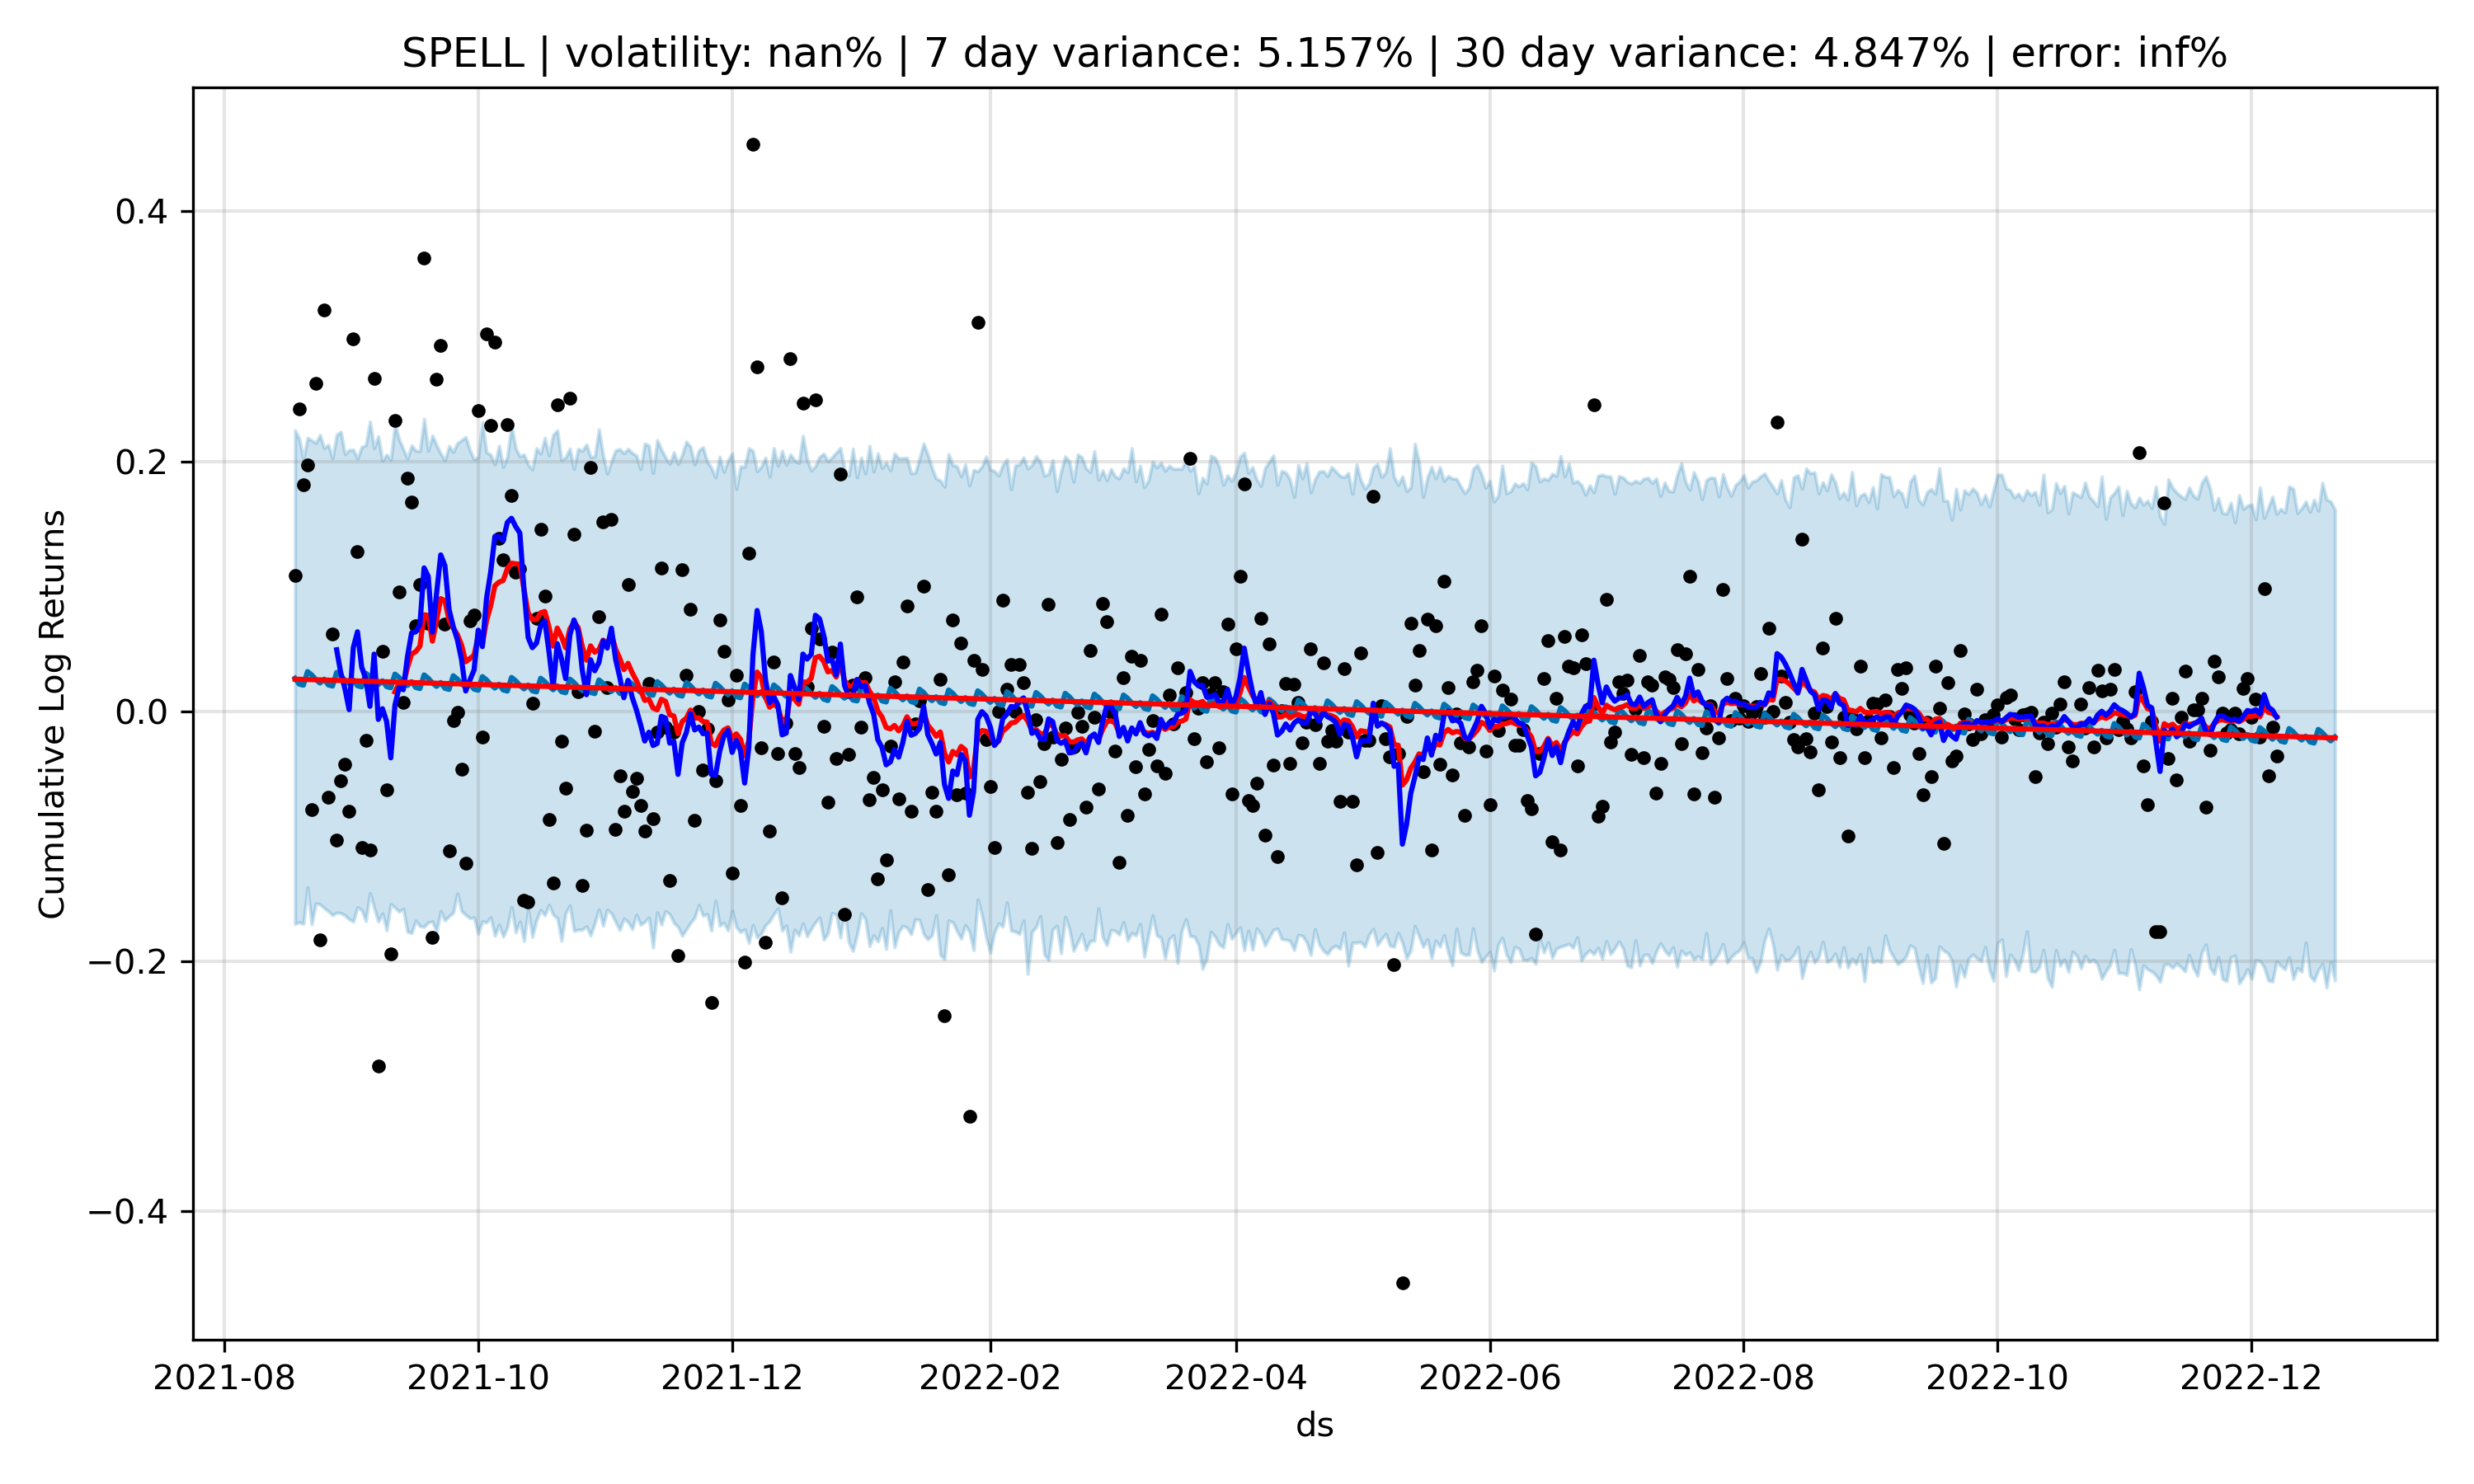 SPELL | volatility: nan% | 7 day variance: 5.157% | 30 day variance: 4.847% | error: inf%
Cumulative Log Returns
0.4
0.2
0.0
−0.2
−0.4
2021-08 2021-10 2021-12 2022-02 2022-04 2022-06 2022-08 2022-10 2022-12
ds